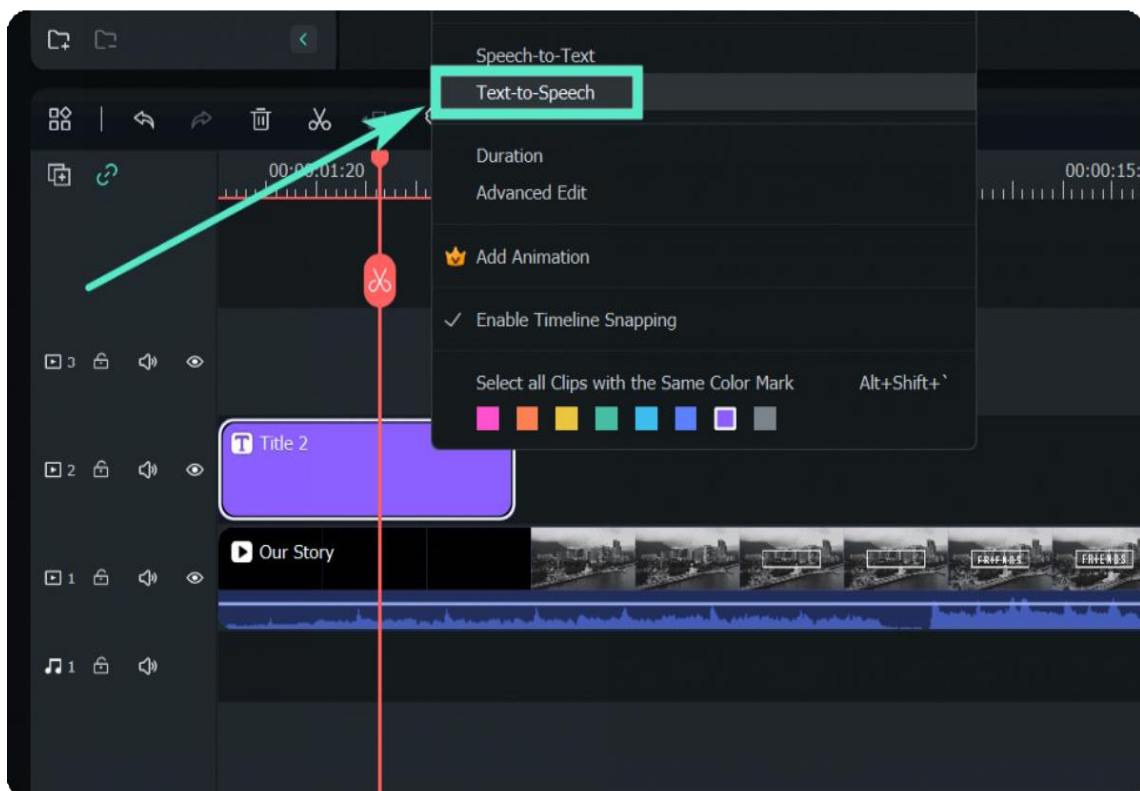 Speech-to-Text
Text-to-Speech
Duration
Advanced Edit
Add Animation
Enable Timeline Snapping
Select all Clips with the Same Color Mark Alt+Shift+`
00:00:01:20
00:00:15:
3
T Title 2
2
Our Story
FRIENDS FRIENDS
1
1